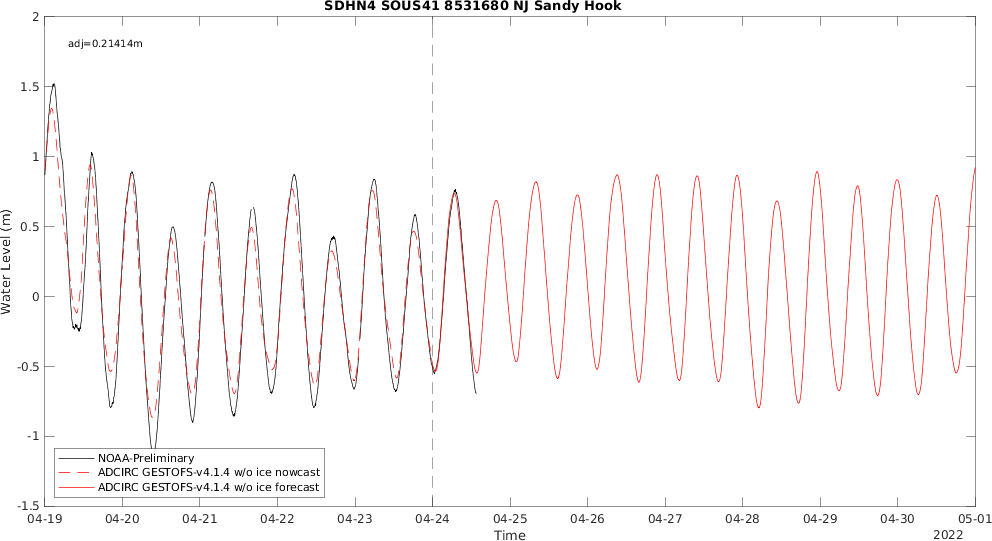 SDHN4 SOUS41 8531680 NJ Sandy Hook
adj=0.21414m
2
1.5
1
0.5
0
-0.5
-1
-1.5
Water Level (m)
NOAA-Preliminary
ADCIRC GESTOFS-v4.1.4 w/o ice nowcast
ADCIRC GESTOFS-v4.1.4 w/o ice forecast
04-19 04-20 04-21 04-22 04-23 04-24 04-25 04-26 04-27 04-28 04-29 04-30 05-01
Time
2022